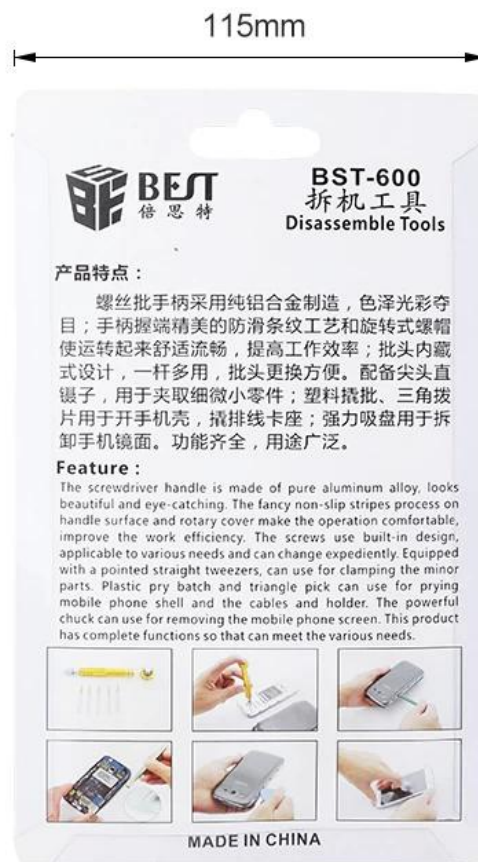 115mm
BEST
倍思特
BST-600
拆机工具
Disassemble Tools
产品特点：
螺丝批手柄采用纯铝合金制造，色泽光彩夺
目；手柄握端精美的防滑条纹工艺和旋转式螺帽
使运转起来舒适流畅，提高工作效率；批头内藏
式设计，一杆多用，批头更换方便。配备尖头直
镊子，用于夹取细微小零件；塑料撬批、三角拨
片用于开手机壳，撬排线卡座；强力吸盘用于拆
卸手机镜面。功能齐全，用途广泛。
Feature :
The screwdriver handle is made of pure aluminum alloy, looks
beautiful and eye-catching. The fancy non-slip stripes process on
handle surface and rotary cover make the operation comfortable,
improve the work efficiency. The screws use built-in design,
applicable to various needs and can change expediently. Equipped
with a pointed straight tweezers, can use for clamping the minor
parts. Plastic pry batch and triangle pick can use for prying
mobile phone shell and the cables and holder. The powerful
chuck can use for removing the mobile phone screen. This product
has complete functions so that can meet the various needs.
MADE IN CHINA